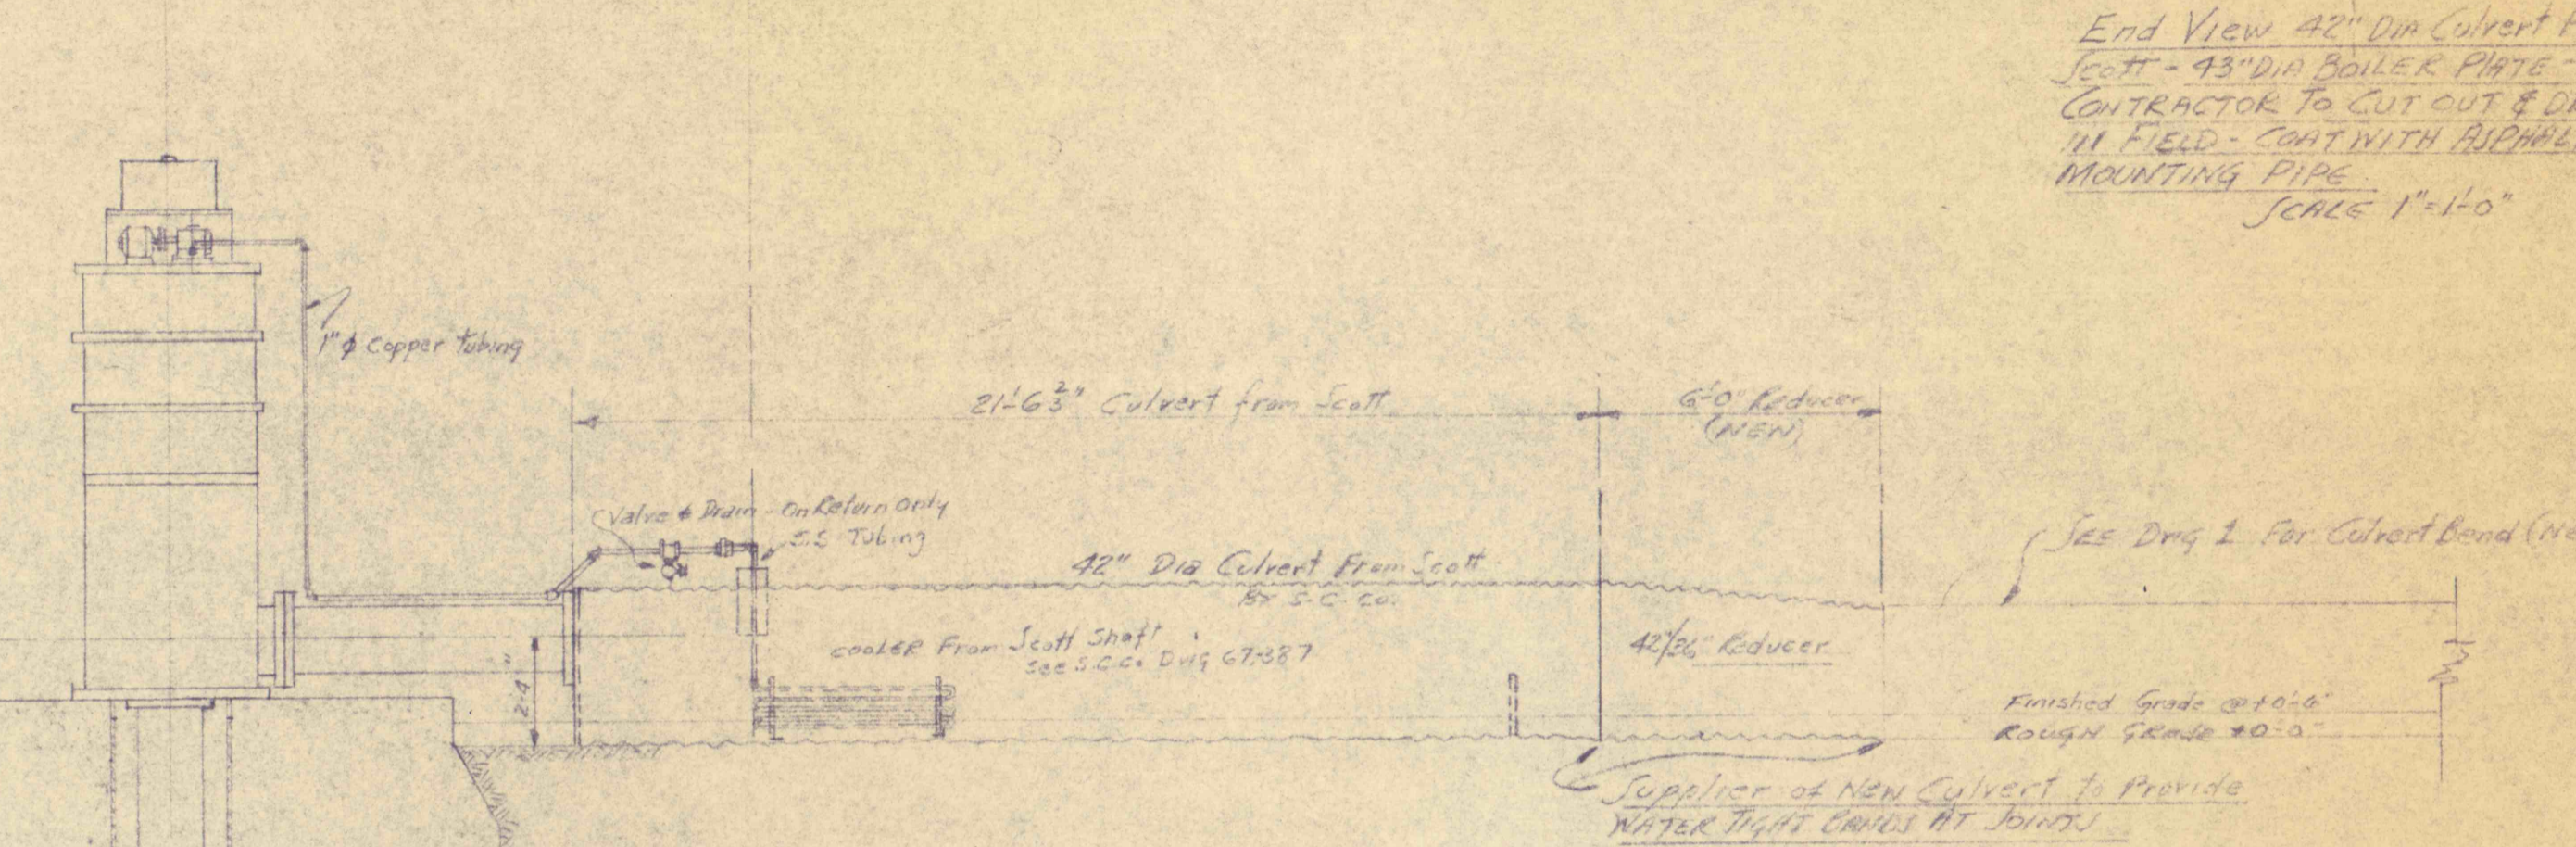 End View 42" DIA Culvert
Scott - 43" DIA BOILER PLATE -
CONTRACTOR TO CUT OUT &
IN FIELD - COAT WITH
MOUNTING PIPE.
SCALE 1"=1'-0"
1" φ Copper Tubing
21'-6 2/3" Culvert from Scott
6'-0" Reducer
(NEW)
Valve & Drain - On Return Only
S.S Tubing
See Dwg 1 For Culvert Bend
42" Dia Culvert From Scott
BY S-C-CO.
COOLER From Scott Shaft
See S.C.Co Dwg 67-387
42"/36" Reducer
2'-4"
Finished Grade @ +0'-6"
ROUGH GRADE +0'-0"
Supplier of New Culvert to Provide
WATER TIGHT BANDS AT JOINTS